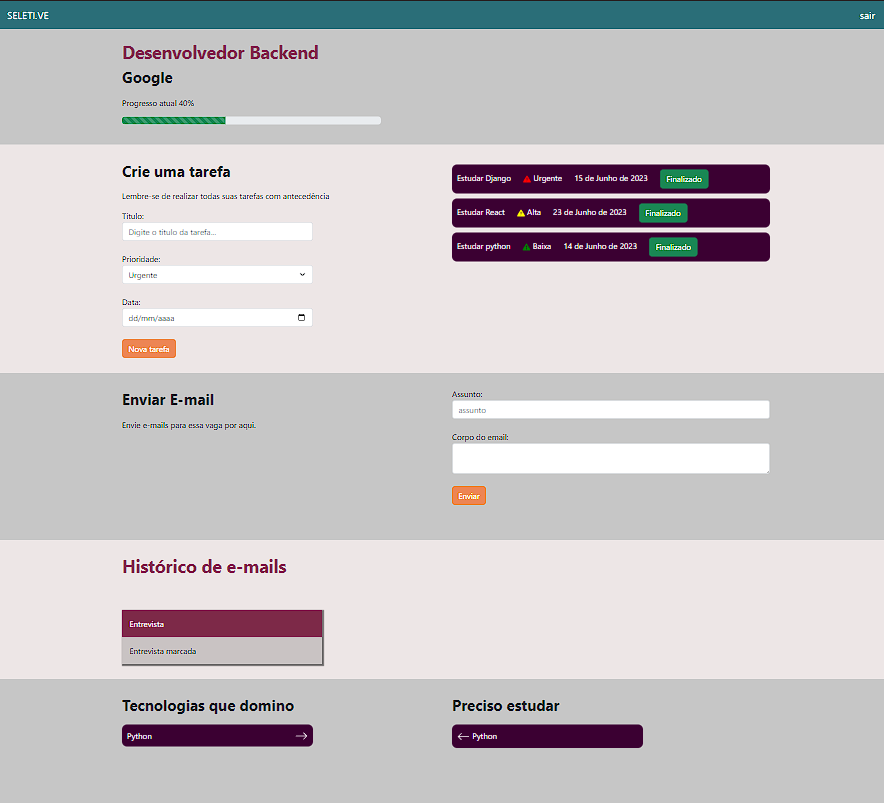 SELETI.VE
sair
Desenvolvedor Backend
Google
Progresso atual 40%
Crie uma tarefa
Lembre-se de realizar todas suas tarefas com antecedência
Titulo:
Digite o titulo da tarefa...
Prioridade:
Urgente
Data:
dd/mm/aaaa
Nova tarefa
Estudar Django Urgente 15 de Junho de 2023 Finalizado
Estudar React Alta 23 de Junho de 2023 Finalizado
Estudar python Baixa 14 de Junho de 2023 Finalizado
Enviar E-mail
Envie e-mails para essa vaga por aqui.
Assunto:
assunto
Corpo do email:
Enviar
Histórico de e-mails
Entrevista
Entrevista marcada
Tecnologias que domino
Python
Preciso estudar
Python